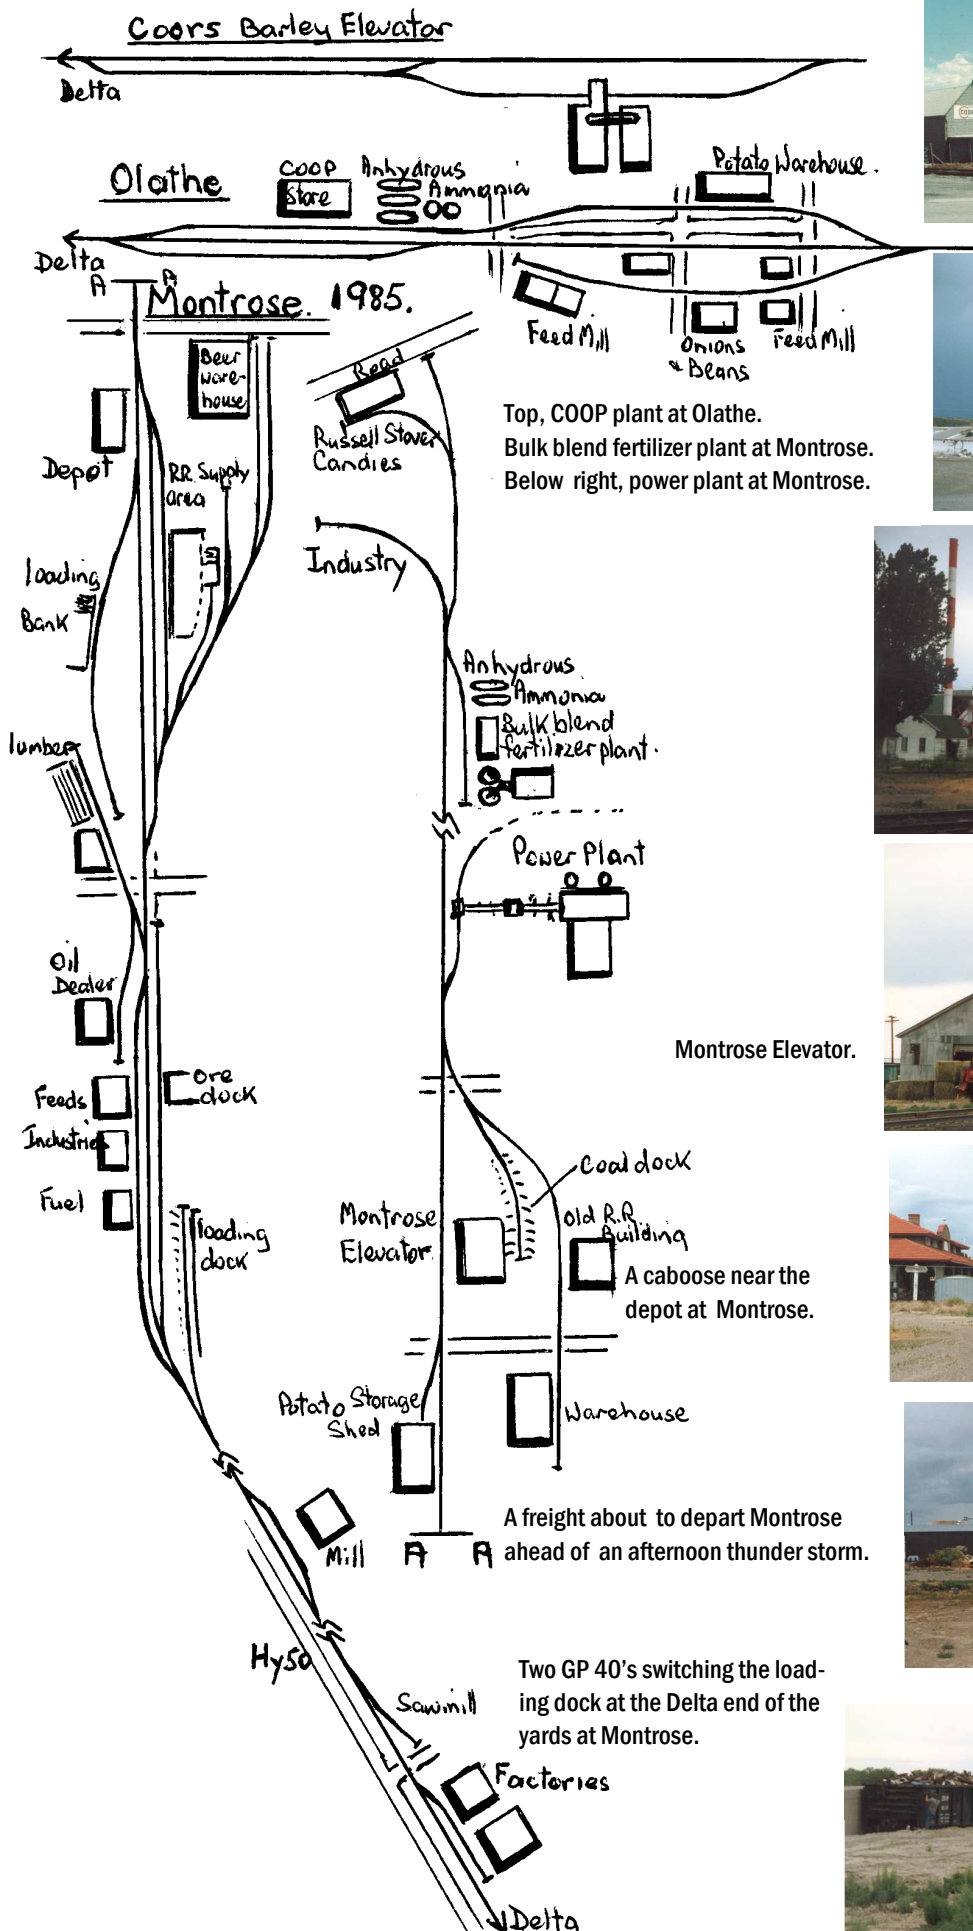 Coors Barley Elevator
Delta
Olathe
COOP
Store
Anhydrous
Ammonia
Potato Warehouse.
Delta
Feed Mill
Onions
& Beans
Feed Mill
A A
Montrose. 1985.
Beer
ware-
house
Depot
RR. Supply
area
Road
Russell Stover
Candies
Top, COOP plant at Olathe.
Bulk blend fertilizer plant at Montrose.
Below right, power plant at Montrose.
loading
Bank
Industry
Anhydrous
Ammonia
Bulk blend
fertilizer plant.
lumber
Power Plant
Oil
Dealer
Feeds
ore
dock
Industries
Fuel
loading
dock
Montrose Elevator.
coal dock
Montrose
Elevator
old R.R.
Building
A caboose near the
depot at Montrose.
Potato Storage
Shed
Warehouse
Mill
A A
A freight about to depart Montrose
ahead of an afternoon thunder storm.
Hy50
Two GP 40's switching the load-
ing dock at the Delta end of the
yards at Montrose.
Sawmill
Factories
Delta